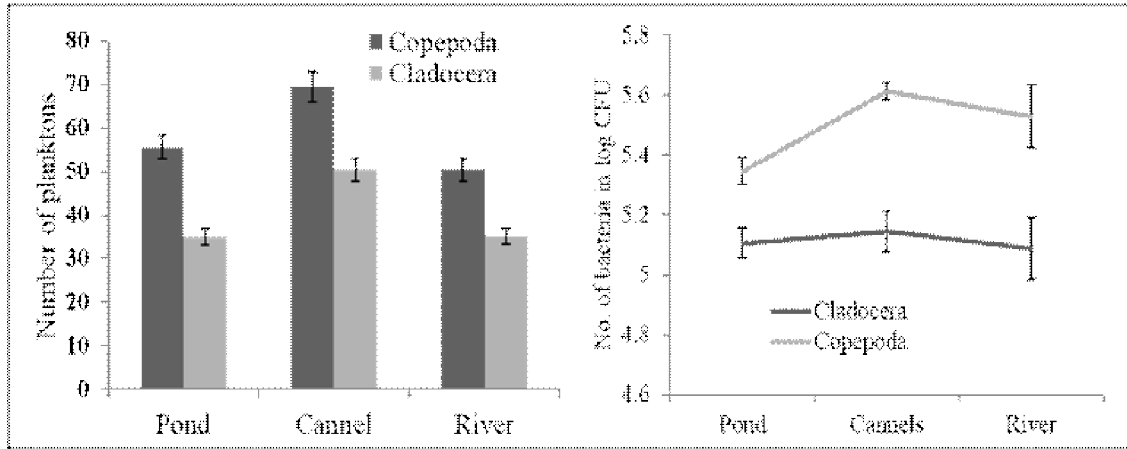 Number of planktons
80
70
60
50
40
30
20
10
0
Copepoda
Cladocera
Pond
Cannel
River
No. of bacteria in log CFU
5.8
5.6
5.4
5.2
5
4.8
4.6
Cladocera
Copepoda
Pond
Cannels
River